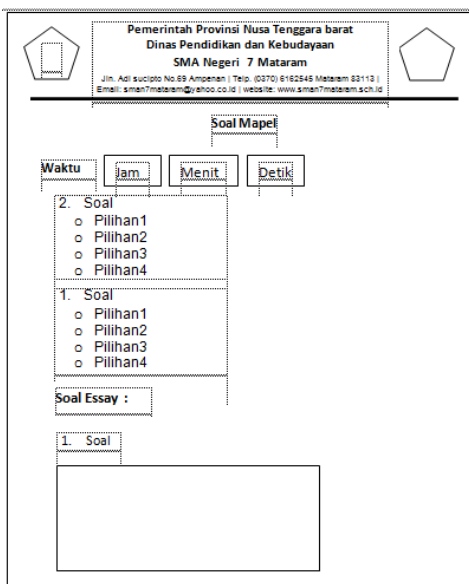 Pemerintah Provinsi Nusa Tenggara barat
Dinas Pendidikan dan Kebudayaan
SMA Negeri 7 Mataram
Jln. Adi sucipto No.69 Ampenan | Telp. (0370) 6162545 Mataram 83113 |
Email: sman7mataram@yahoo.co.id | website: www.sman7mataram.sch.id
Soal Mapel
Waktu Jam Menit Detik
2. Soal
o Pilihan1
o Pilihan2
o Pilihan3
o Pilihan4
1. Soal
o Pilihan1
o Pilihan2
o Pilihan3
o Pilihan4
Soal Essay :
1. Soal